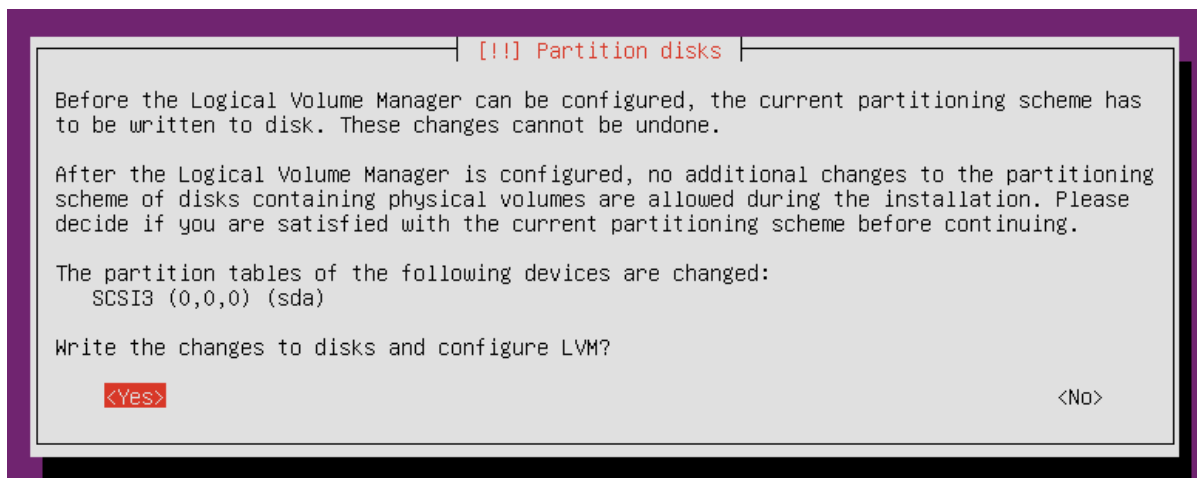 [!!] Partition disks
Before the Logical Volume Manager can be configured, the current partitioning scheme has
to be written to disk. These changes cannot be undone.
After the Logical Volume Manager is configured, no additional changes to the partitioning
scheme of disks containing physical volumes are allowed during the installation. Please
decide if you are satisfied with the current partitioning scheme before continuing.
The partition tables of the following devices are changed:
SCSI3 (0,0,0) (sda)
Write the changes to disks and configure LVM?
<Yes> <No>